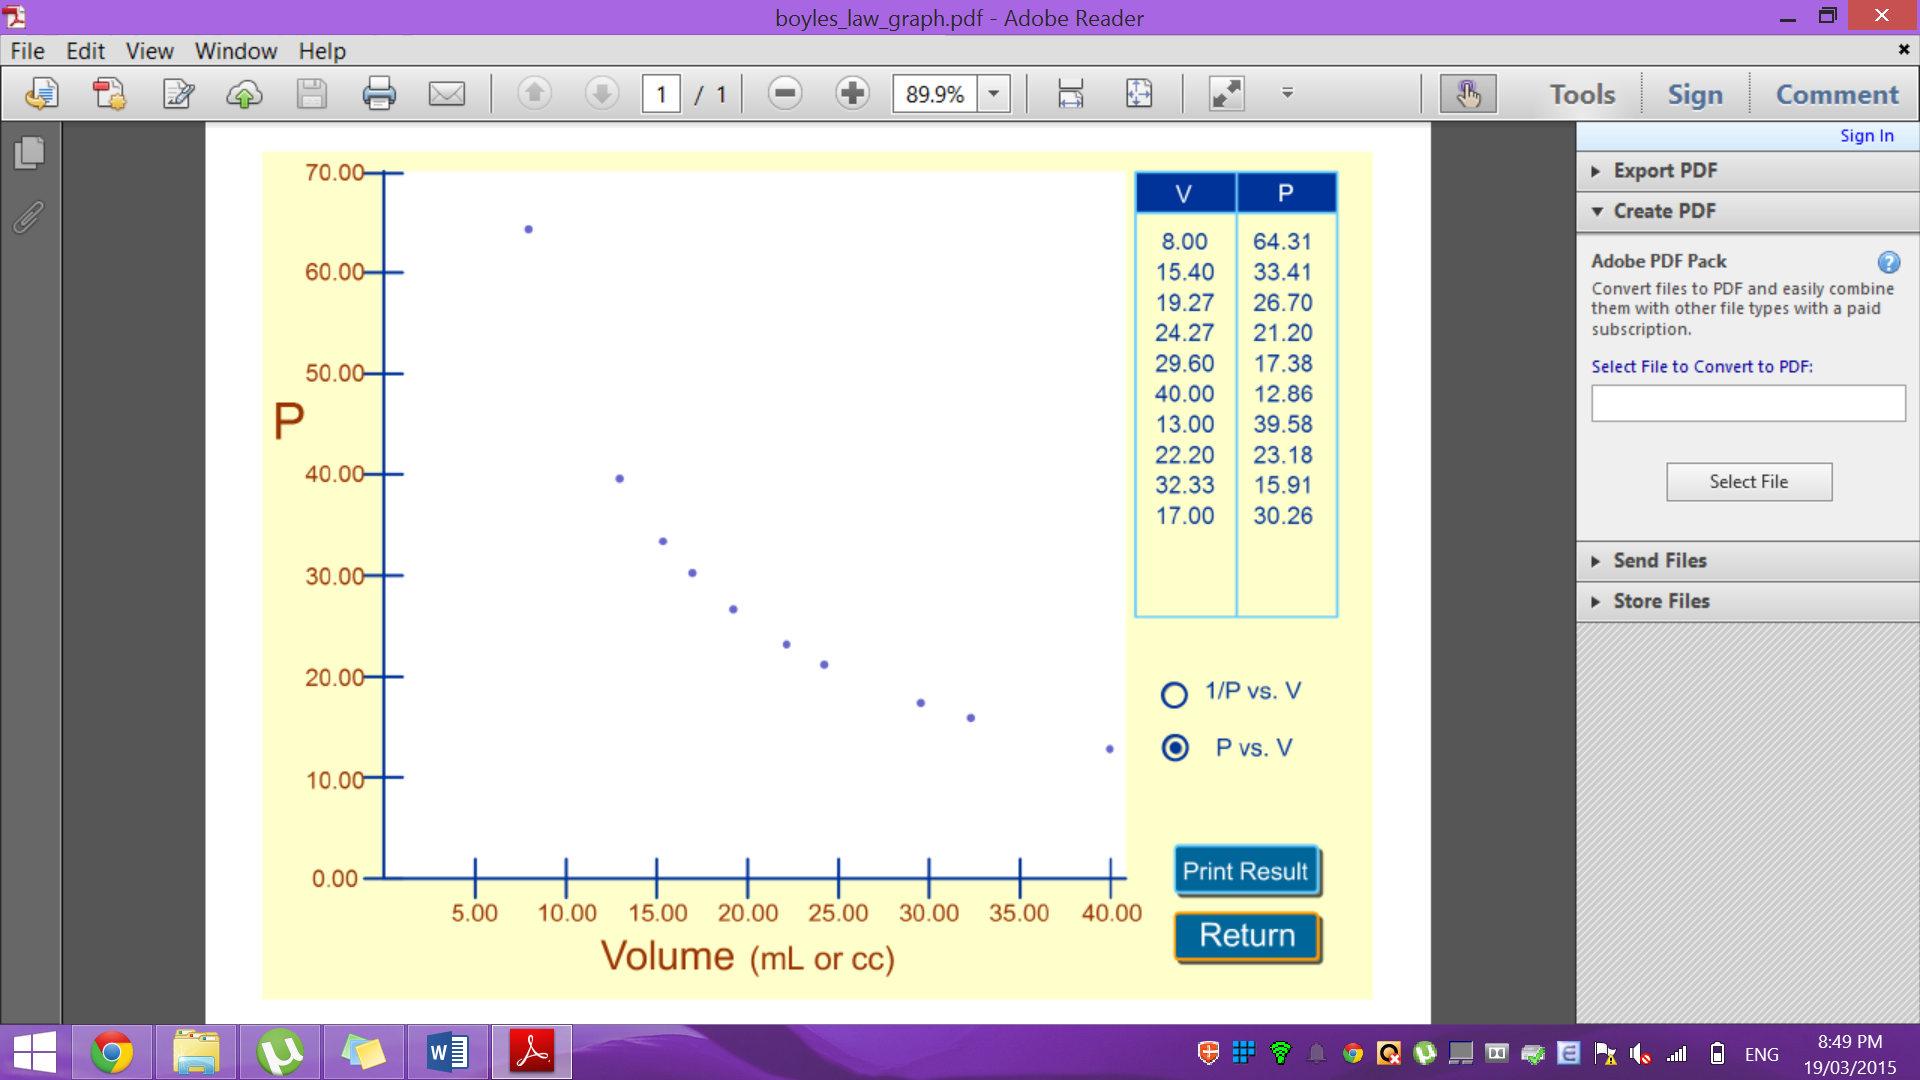 boyles_law_graph.pdf - Adobe Reader
File Edit View Window Help
1 / 1 89.9% Tools Sign Comment
Sign In
Export PDF
Create PDF
Adobe PDF Pack
Convert files to PDF and easily combine
them with other file types with a paid
subscription.
Select File to Convert to PDF:
Select File
Send Files
Store Files
70.00
60.00
50.00
P
40.00
30.00
20.00
10.00
0.00
5.00 10.00 15.00 20.00 25.00 30.00 35.00 40.00
Volume (mL or cc)
V P
8.00 64.31
15.40 33.41
19.27 26.70
24.27 21.20
29.60 17.38
40.00 12.86
13.00 39.58
22.20 23.18
32.33 15.91
17.00 30.26
1/P vs. V
P vs. V
Print Result
Return
ENG
8:49 PM
19/03/2015